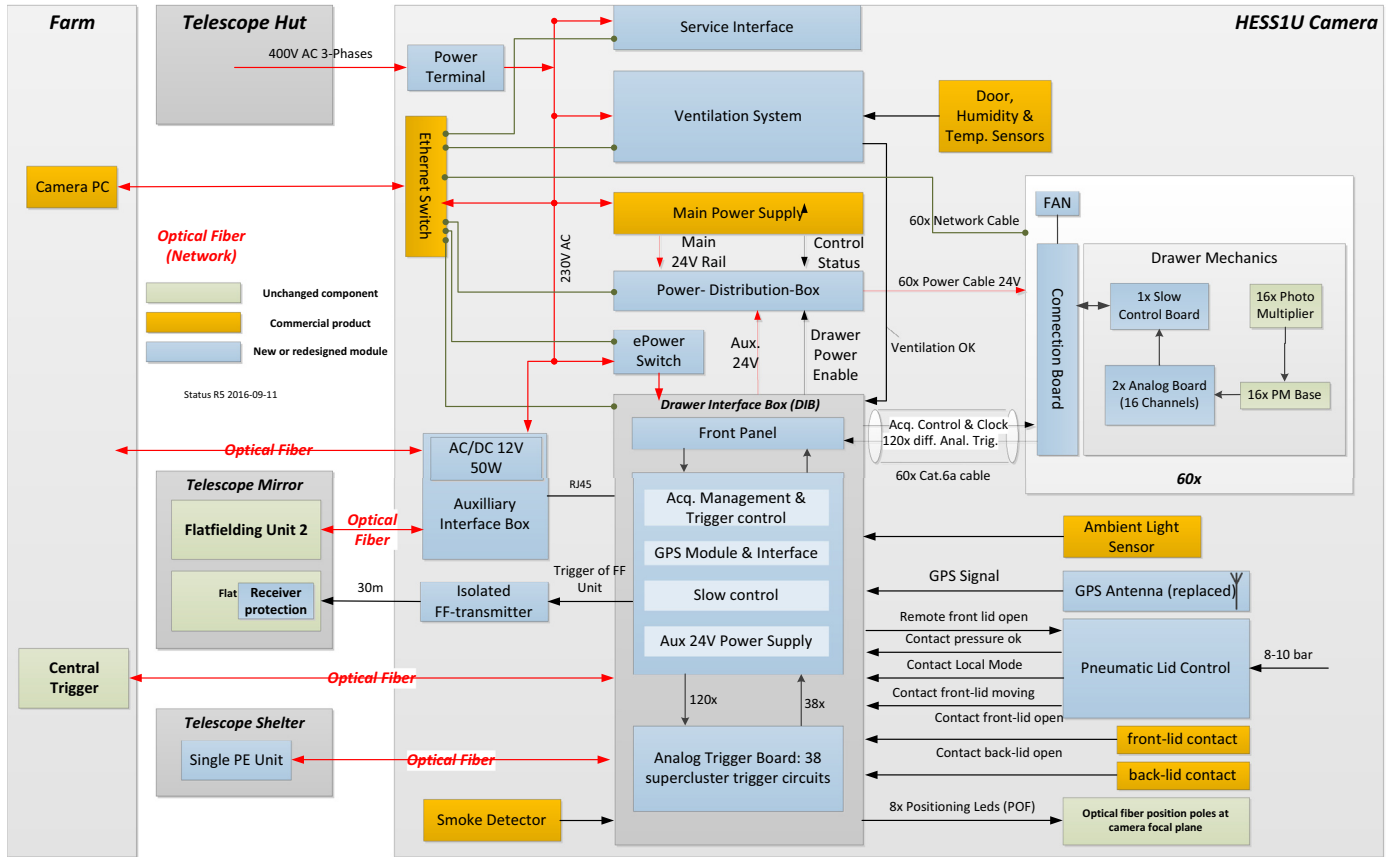 Farm
Telescope Hut
HESS1U Camera
400V AC 3-Phases
Power
Terminal
Service Interface
Ventilation System
Door,
Humidity &
Temp. Sensors
Ethernet Switch
Camera PC
Optical Fiber
(Network)
Unchanged component
Commercial product
New or redesigned module
Status R5 2016-09-11
230V AC
Main Power Supply
Main
24V Rail
Control
Status
Power- Distribution-Box
ePower
Switch
Aux.
24V
Drawer
Power
Enable
Ventilation OK
60x Network Cable
60x Power Cable 24V
FAN
Connection Board
Drawer Mechanics
1x Slow
Control Board
16x Photo
Multiplier
2x Analog Board
(16 Channels)
16x PM Base
60x
Drawer Interface Box (DIB)
Front Panel
Acq. Control & Clock
120x diff. Anal. Trig.
60x Cat.6a cable
Optical Fiber
AC/DC 12V
50W
Auxilliary
Interface Box
RJ45
Acq. Management &
Trigger control
GPS Module & Interface
Slow control
Aux 24V Power Supply
Telescope Mirror
Flatfielding Unit 2
Optical
Fiber
Flat
Receiver
protection
30m
Isolated
FF-transmitter
Trigger of FF
Unit
Ambient Light
Sensor
GPS Signal
GPS Antenna (replaced)
Remote front lid open
Contact pressure ok
Contact Local Mode
Contact front-lid moving
Contact front-lid open
Pneumatic Lid Control
8-10 bar
Central
Trigger
Optical Fiber
120x
38x
Telescope Shelter
Single PE Unit
Optical Fiber
Analog Trigger Board: 38
supercluster trigger circuits
front-lid contact
Contact back-lid open
back-lid contact
Smoke Detector
8x Positioning Leds (POF)
Optical fiber position poles at
camera focal plane